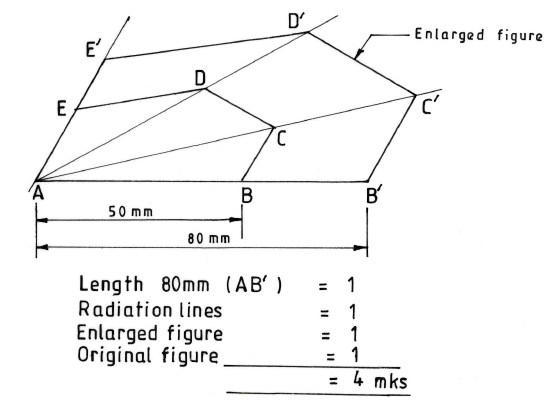 D' Enlarged figure
E'
D
E
C'
C
A B B'
50 mm
80 mm
Length 80mm (AB') = 1
Radiation lines = 1
Enlarged figure = 1
Original figure = 1
= 4 mks